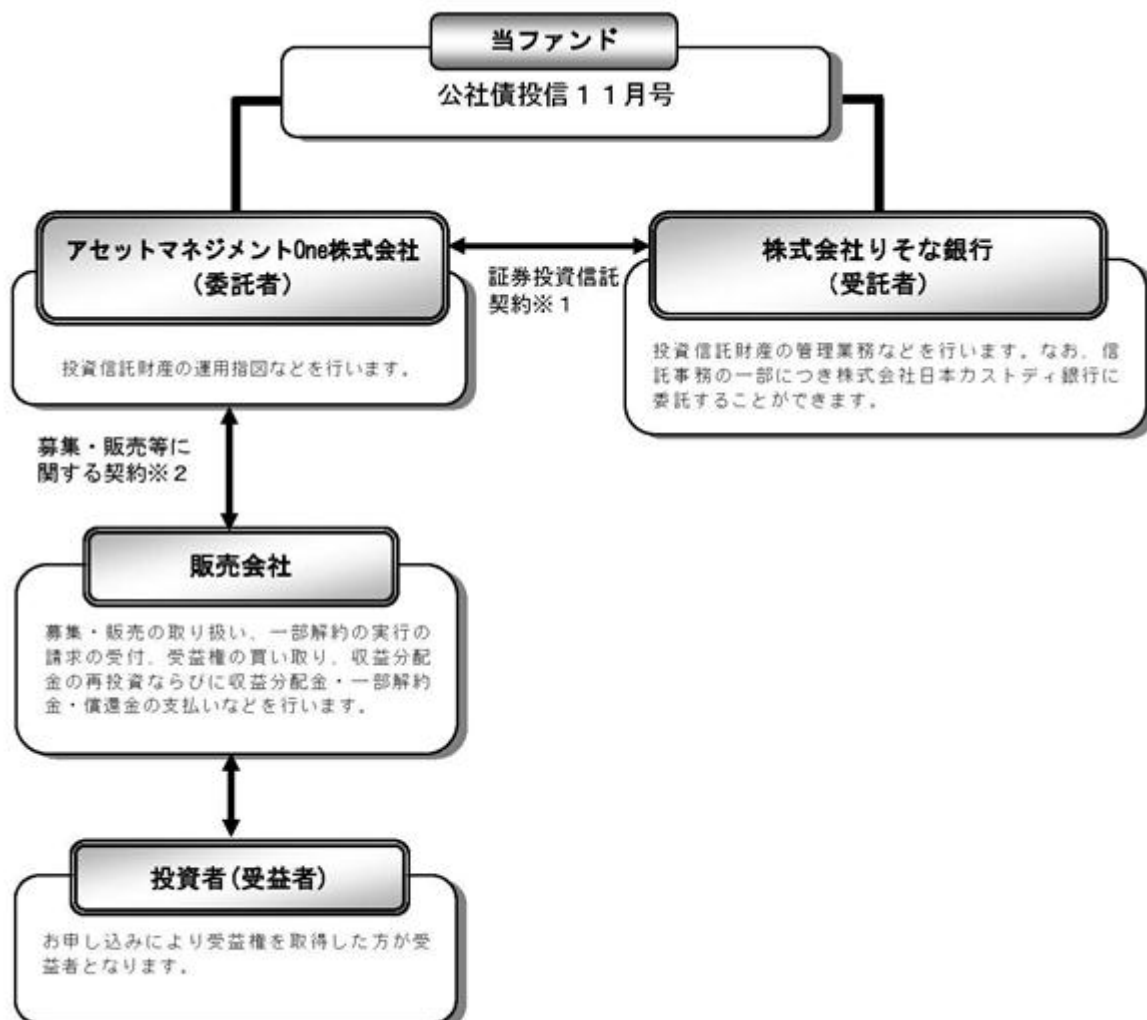 当ファンド
公社債投信１１月号
アセットマネジメントOne株式会社
(委託者)
投資信託財産の運用指図などを行います。
証券投資信託
契約※１
株式会社りそな銀行
(受託者)
投資信託財産の管理業務などを行います。なお、信
託事務の一部につき株式会社日本カストディ銀行に
委託することができます。
募集・販売等に
関する契約※２
販売会社
募集・販売の取り扱い、一部解約の実行の
請求の受付、受益権の買い取り、収益分配
金の再投資ならびに収益分配金・一部解約
金・償還金の支払いなどを行います。
投資者(受益者)
お申し込みにより受益権を取得した方が受
益者となります。